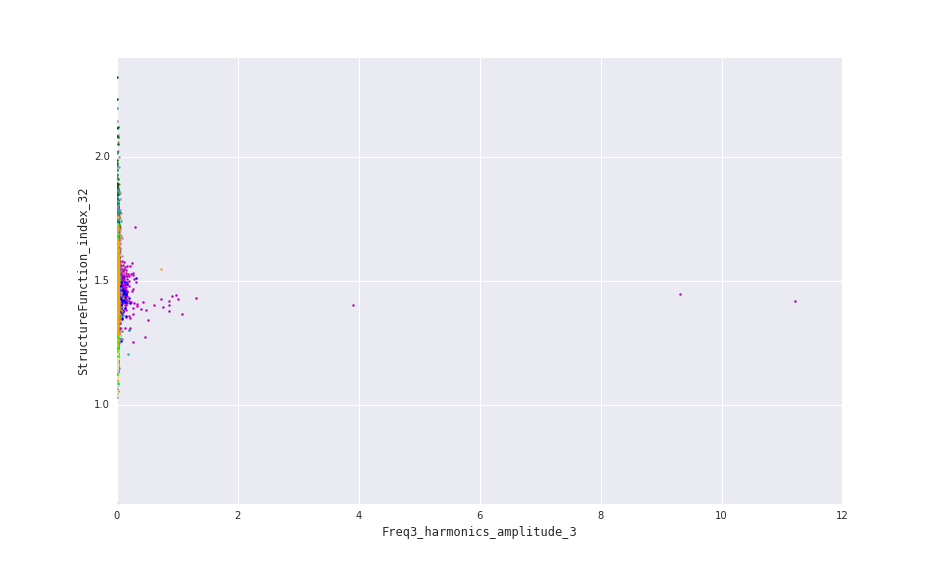 2.0
1.5
1.0
StructureFunction_index_32
0 2 4 6 8 10 12
Freq3_harmonics_amplitude_3